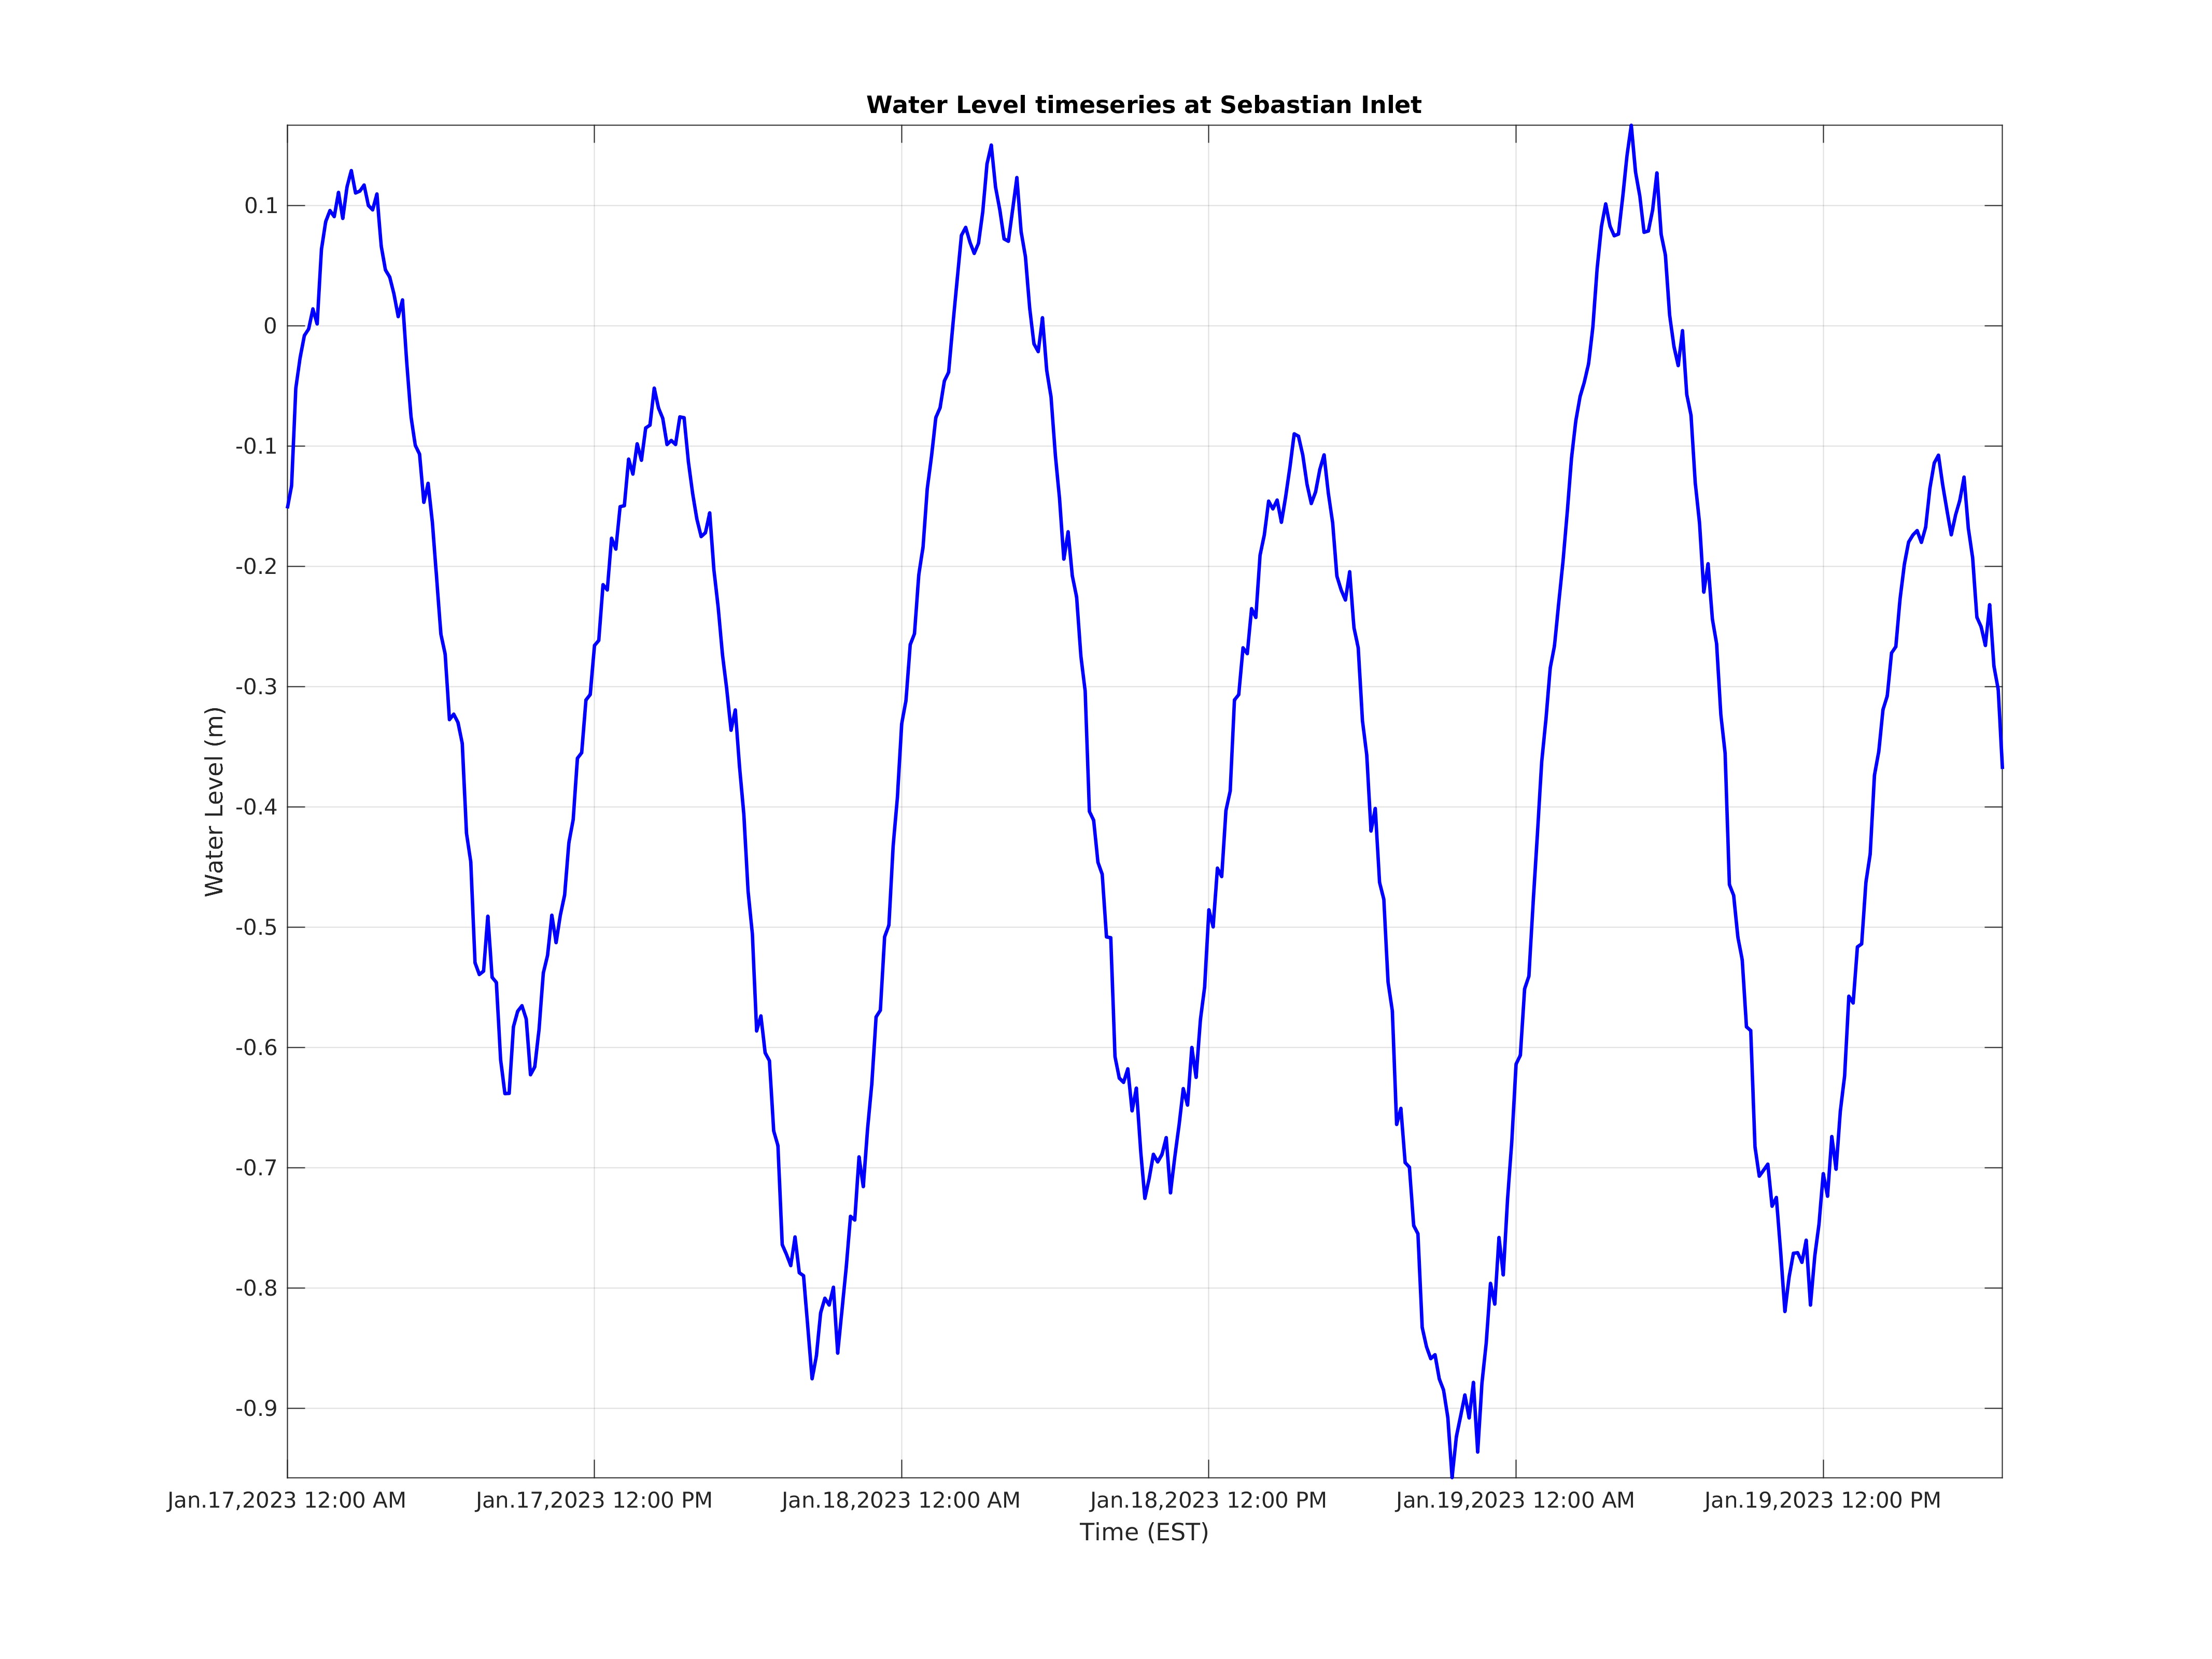 Water Level timeseries at Sebastian Inlet
0.1
0
-0.1
-0.2
-0.3
-0.4
-0.5
-0.6
-0.7
-0.8
-0.9
Water Level (m)
Jan.17,2023 12:00 AM
Jan.17,2023 12:00 PM
Jan.18,2023 12:00 AM
Jan.18,2023 12:00 PM
Jan.19,2023 12:00 AM
Jan.19,2023 12:00 PM
Time (EST)